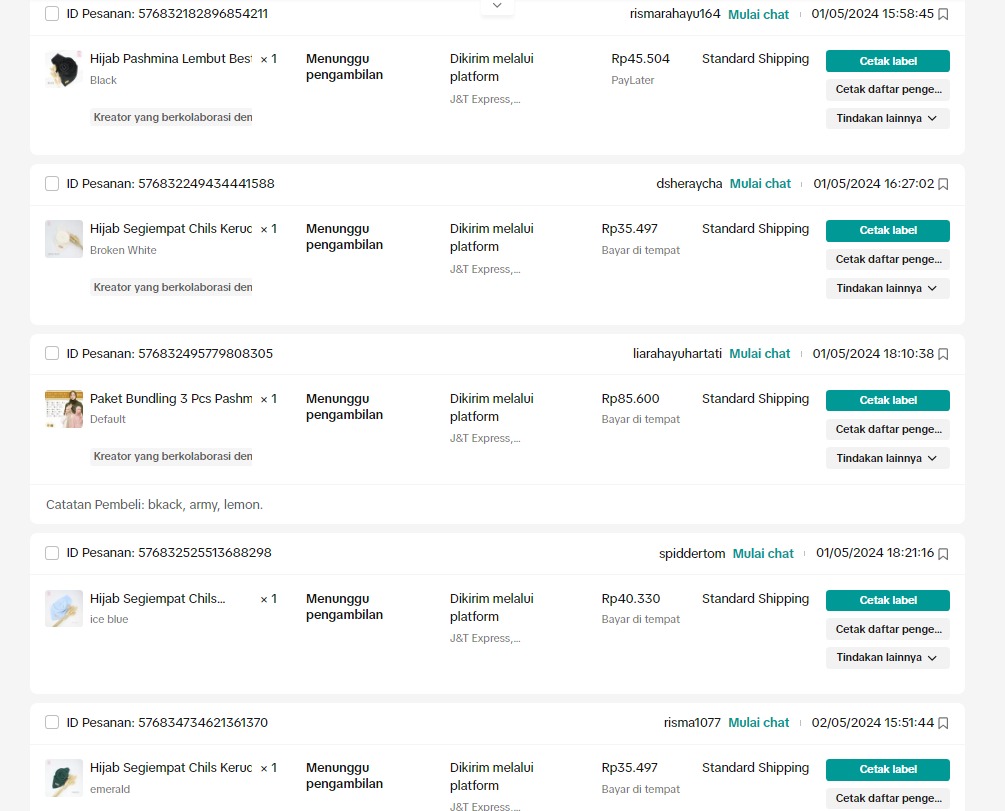 ID Pesanan: 576832182896854211 rismarahayu164 Mulai chat 01/05/2024 15:58:45
Hijab Pashmina Lembut Best × 1 Menunggu pengambilan Dikirim melalui platform Rp45.504 Standard Shipping Cetak label
Black J&T Express,... PayLater Cetak daftar penge...
Kreator yang berkolaborasi den Tindakan lainnya
ID Pesanan: 576832249434441588 dsheraycha Mulai chat 01/05/2024 16:27:02
Hijab Segiempat Chils Keruc × 1 Menunggu pengambilan Dikirim melalui platform Rp35.497 Standard Shipping Cetak label
Broken White J&T Express,... Bayar di tempat Cetak daftar penge...
Kreator yang berkolaborasi den Tindakan lainnya
ID Pesanan: 576832495779808305 liarahayuhartati Mulai chat 01/05/2024 18:10:38
Paket Bundling 3 Pcs Pashm × 1 Menunggu pengambilan Dikirim melalui platform Rp85.600 Standard Shipping Cetak label
Default J&T Express,... Bayar di tempat Cetak daftar penge...
Kreator yang berkolaborasi den Tindakan lainnya
Catatan Pembeli: bkack, army, lemon.
ID Pesanan: 576832525513688298 spiddertom Mulai chat 01/05/2024 18:21:16
Hijab Segiempat Chils... × 1 Menunggu pengambilan Dikirim melalui platform Rp40.330 Standard Shipping Cetak label
ice blue J&T Express,... Bayar di tempat Cetak daftar penge...
Tindakan lainnya
ID Pesanan: 576834734621361370 risma1077 Mulai chat 02/05/2024 15:51:44
Hijab Segiempat Chils Keruc × 1 Menunggu pengambilan Dikirim melalui platform Rp35.497 Standard Shipping Cetak label
emerald J&T Express,... Bayar di tempat Cetak daftar penge...